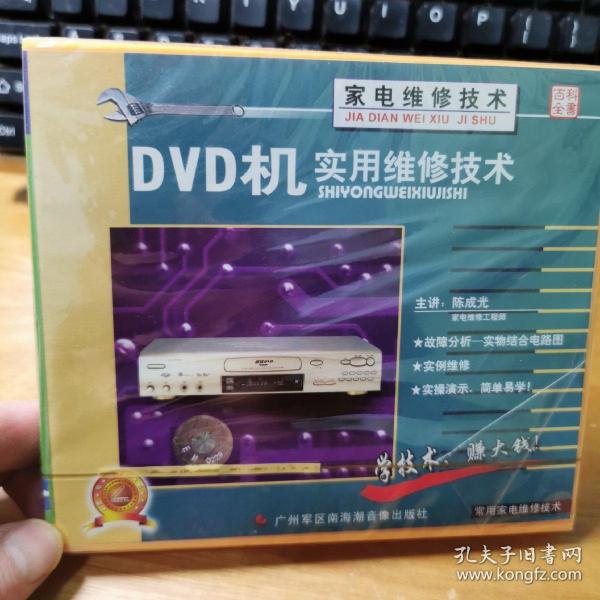 家电维修技术
JIA DIAN WEI XIU JI SHU
百科
全書
DVD机 实用维修技术
SHIYONGWEIXIUJISHI
主讲：陈成光
家电维修工程师
★故障分析—实物结合电路图
★实例维修
★实操演示、简单易学！
学技术、赚大钱！
广州军区南海潮音像出版社
常用家电维修技术
孔夫子旧书网
www.kongfz.com